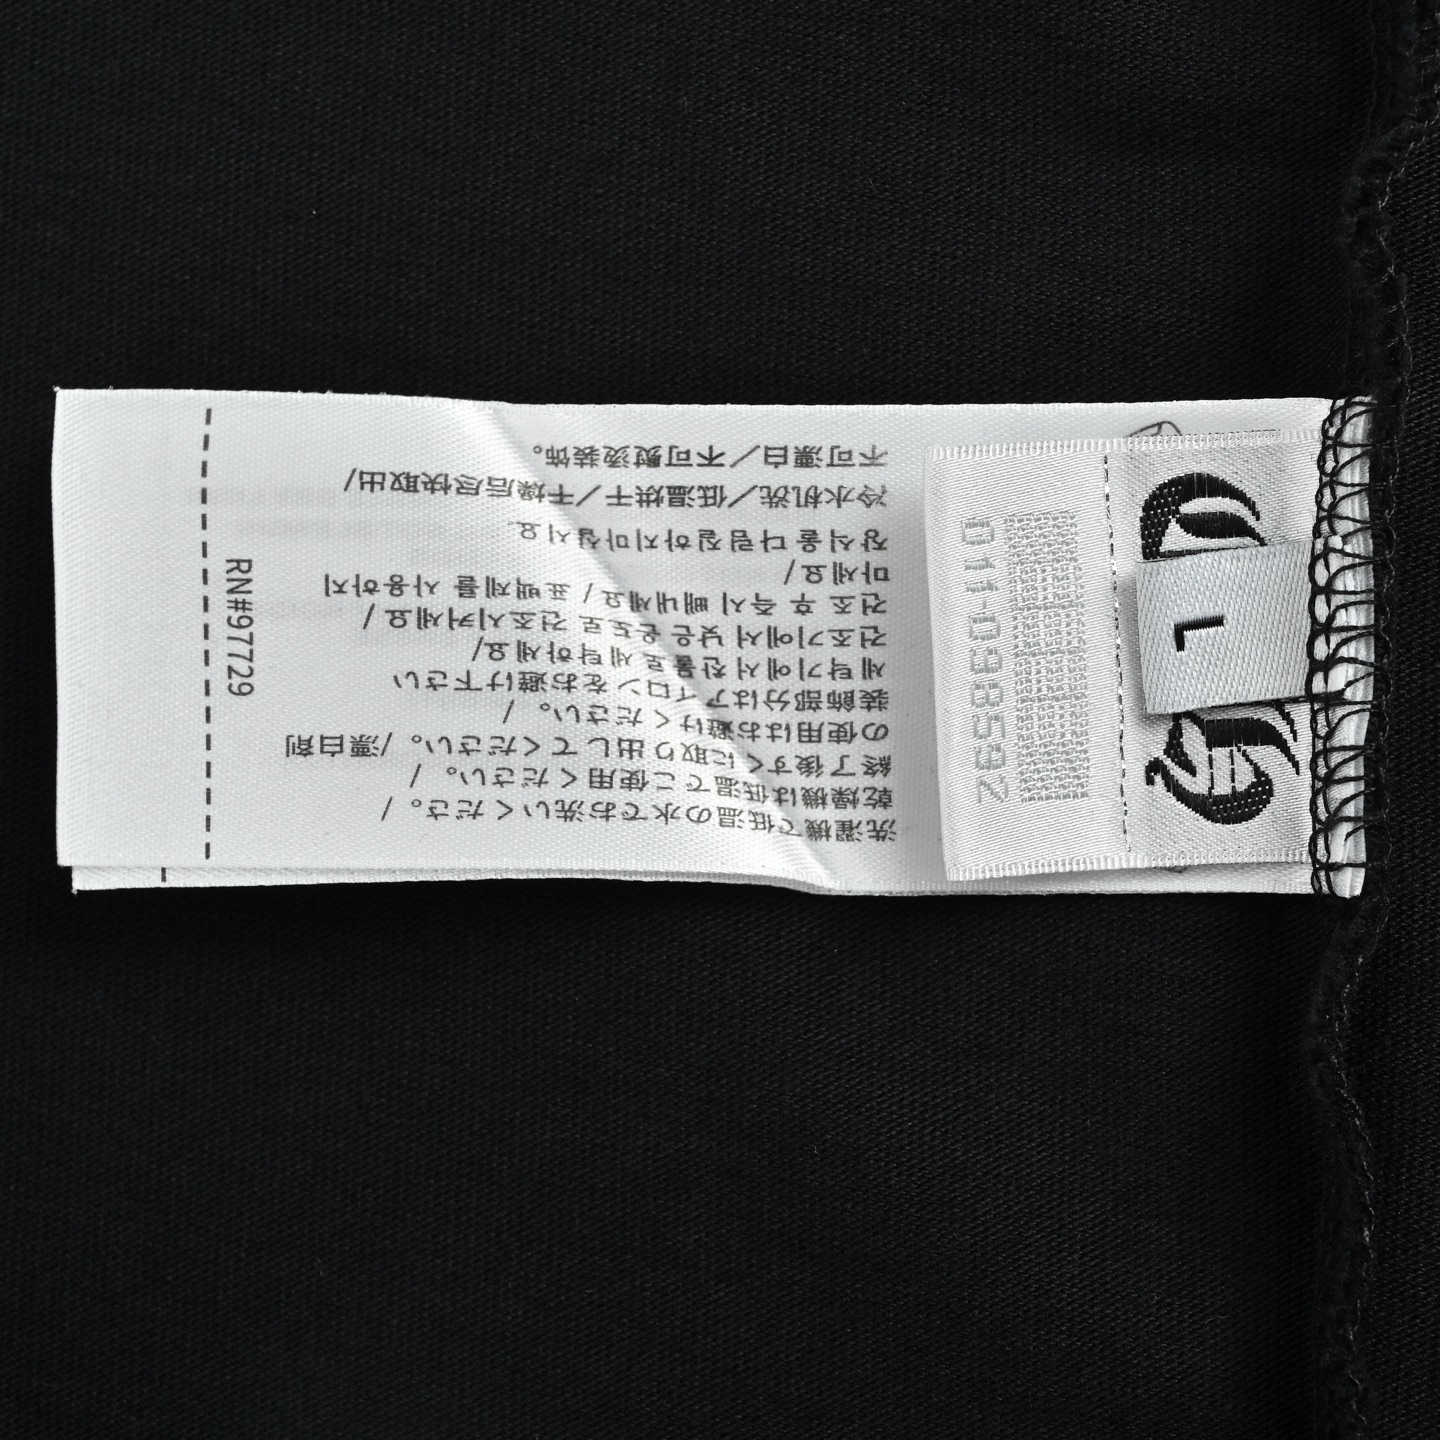 洗濯機で低温の水でお洗いください。/
乾燥機は低温でご使用ください。/
終了後すぐに取り出してください。/漂白剤
の使用はお避けください。/
装飾部分はアイロンをお避け下さい
세탁기에서 찬물로 세탁하세요/
건조기에서 낮은 온도로 건조시켜세요/
건조 후 즉시 빼내세요/ 표백제를 사용하지
마세요/
장식을 다림질하지마십시오。
冷水机洗/低温烘干/干燥后尽快取出/
不可漂白/不可熨烫装饰。
RN#97729
011-098592
L